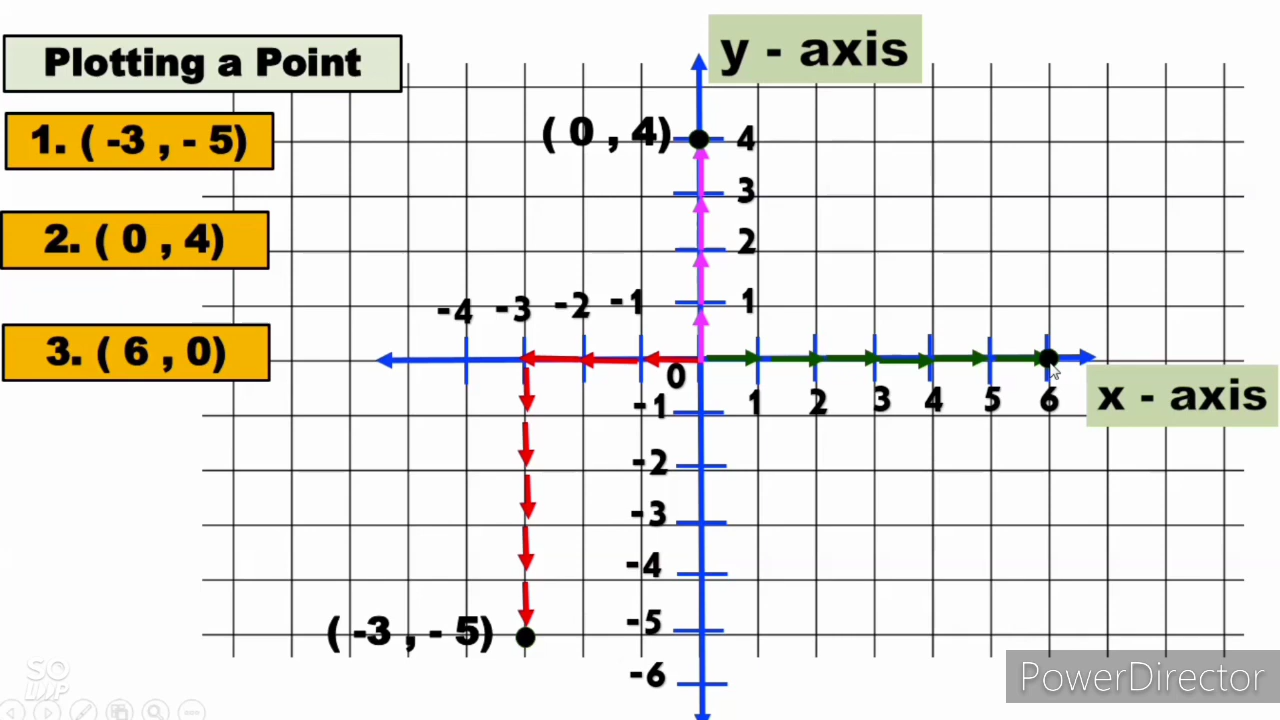 y - axis
Plotting a Point
1. ( -3 , - 5)
( 0 , 4)
4
3
2. ( 0 , 4)
2
-4 -3 -2 -1
1
3. ( 6 , 0)
0
-1
1 2 3 4 5 6
x - axis
-2
-3
-4
-5
( -3 , - 5)
-6
PowerDirector